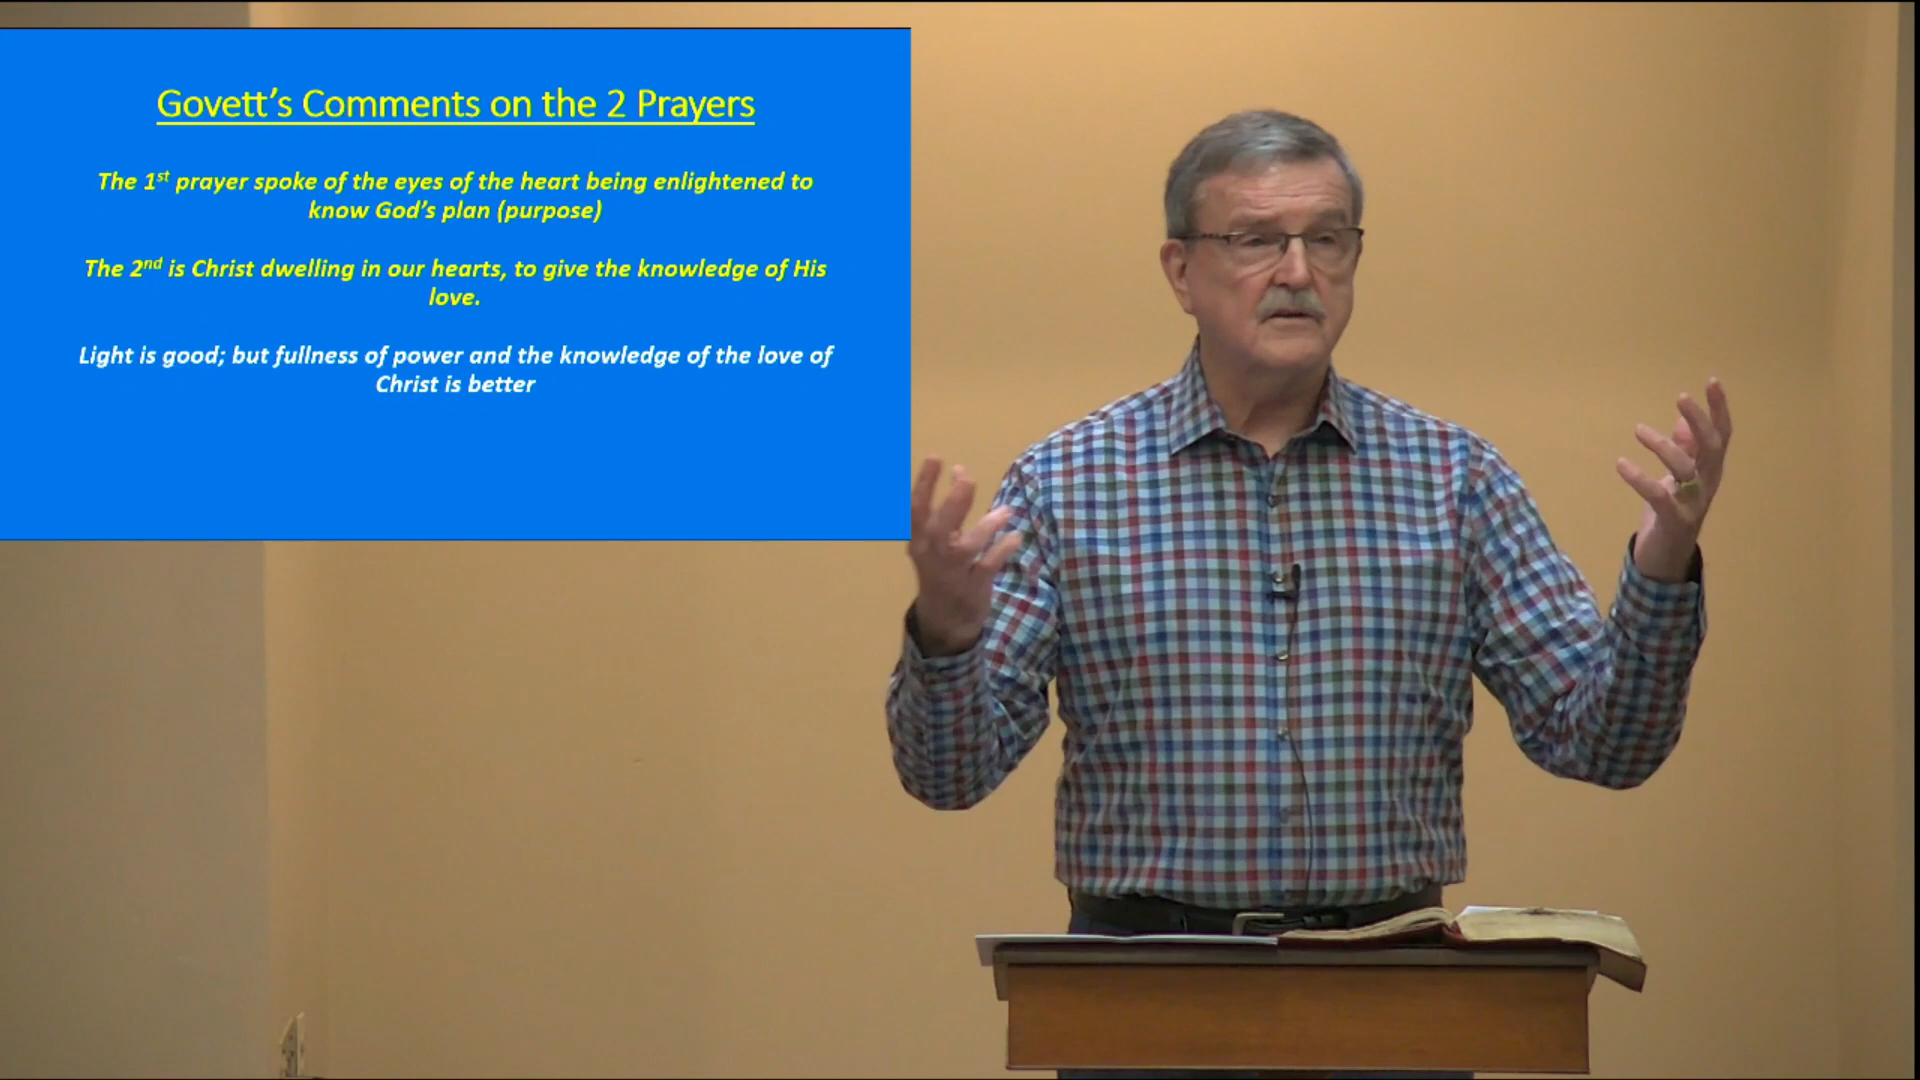 Govett’s Comments on the 2 Prayers
The 1st prayer spoke of the eyes of the heart being enlightened to
know God’s plan (purpose)
The 2nd is Christ dwelling in our hearts, to give the knowledge of His
love.
Light is good; but fullness of power and the knowledge of the love of
Christ is better